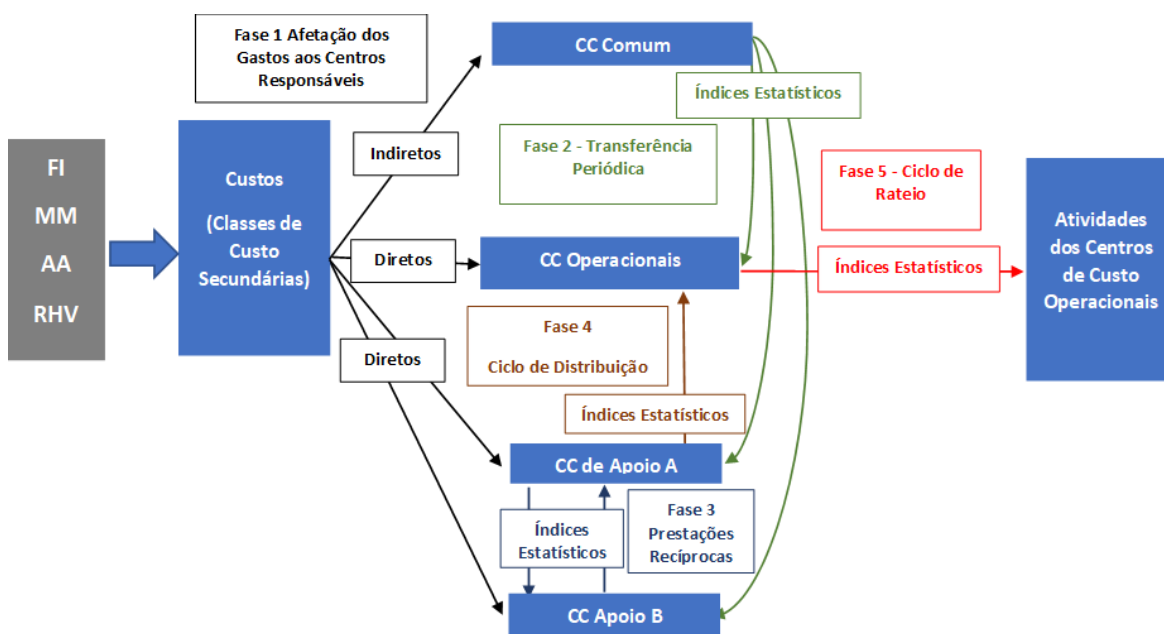 Fase 1 Afetação dos
Gastos aos Centros
Responsáveis
CC Comum
Índices Estatísticos
FI
MM
AA
RHV
Custos
(Classes de
Custo
Secundárias)
Indiretos
Fase 2 - Transferência
Periódica
Fase 5 - Ciclo de
Rateio
Diretos
CC Operacionais
Índices Estatísticos
Atividades
dos Centros
de Custo
Operacionais
Diretos
Fase 4
Ciclo de Distribuição
Índices Estatísticos
CC de Apoio A
Índices
Estatísticos
Fase 3
Prestações
Recíprocas
CC Apoio B